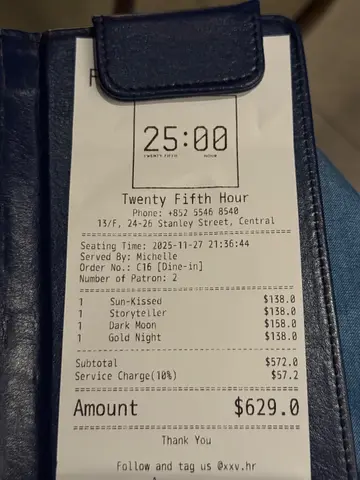 25:00
TWENTY FIFTH HOUR
Twenty Fifth Hour
Phone: +852 5546 8540
13/F, 24-26 Stanley Street, Central
Seating Time: 2025-11-27 21:36:44
Served By: Michelle
Order No.: C16 [Dine-in]
Number of Patron: 2
1 Sun-Kissed $138.0
1 Storyteller $138.0
1 Dark Moon $158.0
1 Gold Night $138.0
Subtotal $572.0
Service Charge(10%) $57.2
Amount $629.0
Thank You
Follow and tag us @xxv.hr